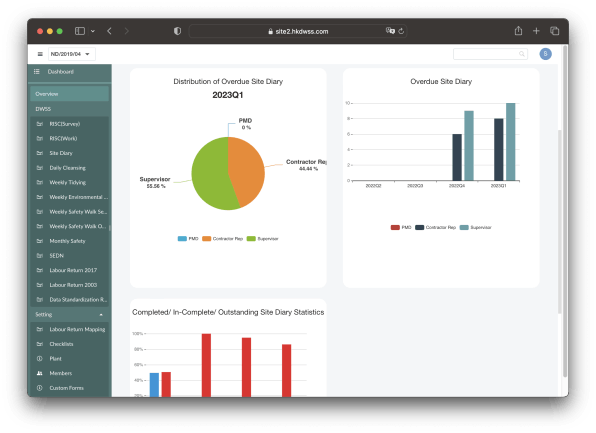 site2.hkdwss.com
ND/2019/04
S
Dashboard
Overview
DWSS
RISC(Survey)
RISC(Work)
Site Diary
Daily Cleansing
Weekly Tidying
Weekly Environmental ...
Weekly Safety Walk Se...
Weekly Safety Walk O...
Monthly Safety
SEDN
Labour Return 2017
Labour Return 2003
Data Standardization R...
Setting
Labour Return Mapping
Checklists
Plant
Members
Custom Forms
Distribution of Overdue Site Diary
2023Q1
PMD
0 %
Contractor Rep
44.44 %
Supervisor
55.56 %
PMD Contractor Rep Supervisor
Overdue Site Diary
10
8
6
4
2
0
2022Q2 2022Q3 2022Q4 2023Q1
PMD Contractor Rep Supervisor
Completed/ In-Complete/ Outstanding Site Diary Statistics
100%
80%
60%
40%
20%